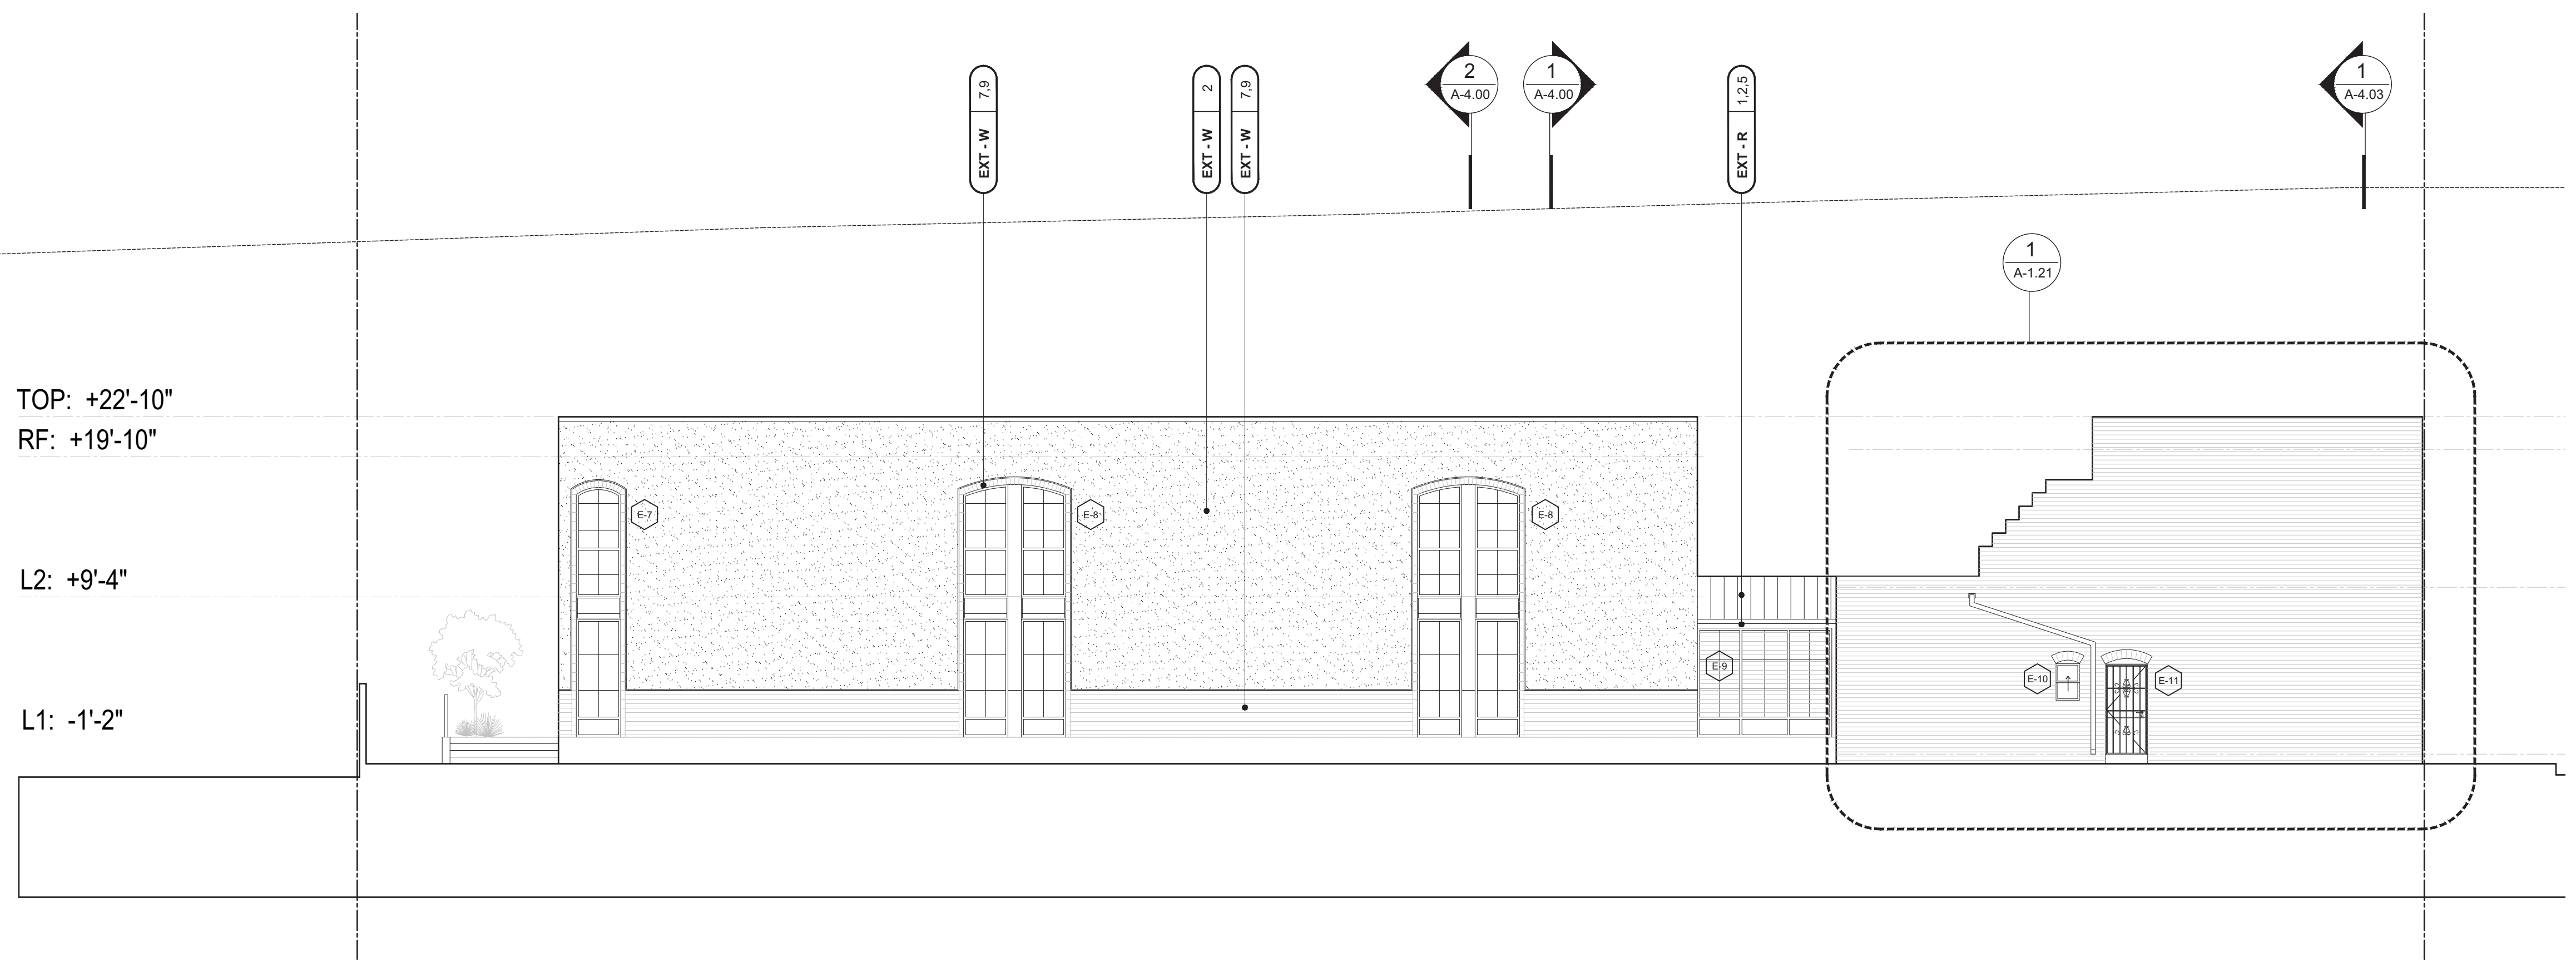 7,9
EXT - W
2
EXT - W
7,9
EXT - W
2
A-4.00
1
A-4.00
1,2,5
EXT - R
1
A-4.03
1
A-1.21
TOP: +22'-10"
RF: +19'-10"
L2: +9'-4"
L1: -1'-2"
E-7
E-8
E-8
E-9
E-10
E-11